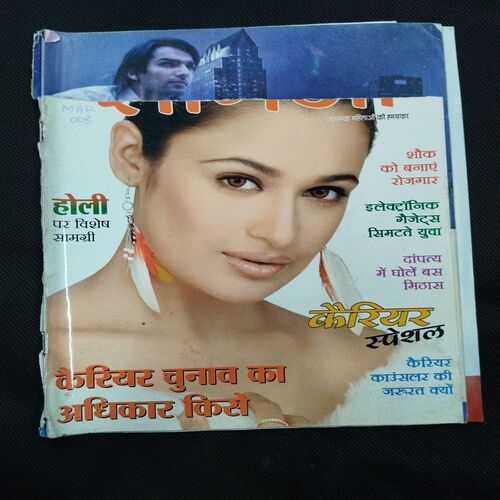 MAR
008
जागरूक महिलाओं की हमसफर
शौक
को बनाएं
रोजगार
होली
पर विशेष
सामग्री
इलेक्ट्रॉनिक
गैजेट्स
सिमटते युवा
दांपत्य
में घोलें बस
मिठास
कैरियर
स्पेशल
कैरियर चुनाव का
अधिकार किसे
कैरियर
काउंसलर की
जरूरत क्यों